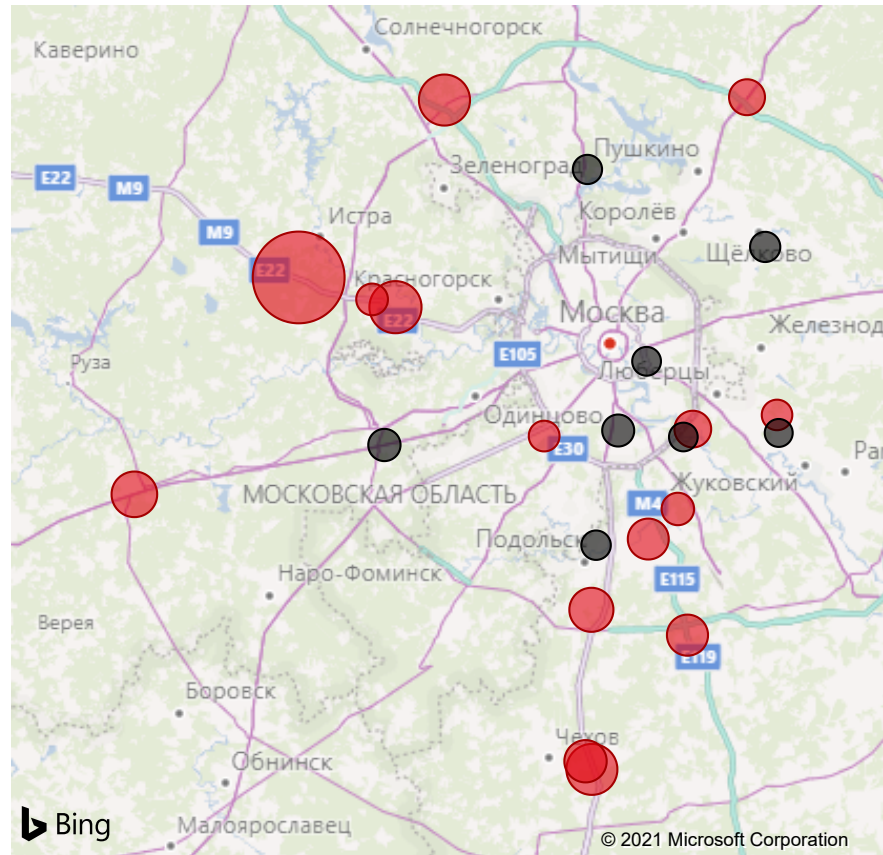 Солнечногорск
Каверино
Пушкино
Зеленоград
E22
M9
Королёв
Истра
M9
Щёлково
Мытищи
E22
Красногорск
Москва
E22
Железнод
E105
Руза
Люберцы
Одинцово
E30
Ра
Жуковский
МОСКОВСКАЯ ОБЛАСТЬ
M4
Подольск
Наро-Фоминск
E115
Верея
E119
Боровск
Чехов
Обнинск
Малоярославец
Bing
© 2021 Microsoft Corporation